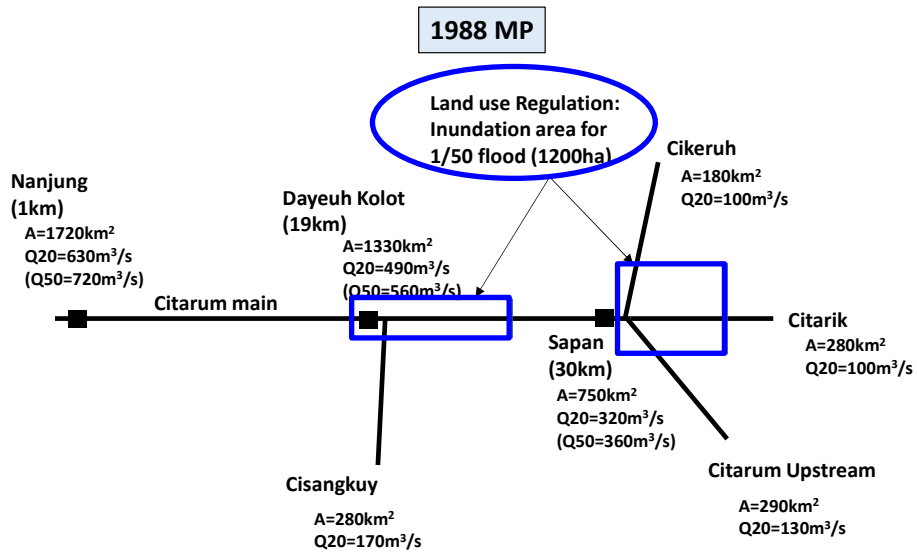 1988 MP
Land use Regulation:
Inundation area for
1/50 flood (1200ha)
Cikeruh
A=180km²
Q20=100m³/s
Nanjung
(1km)
A=1720km²
Q20=630m³/s
(Q50=720m³/s)
Dayeuh Kolot
(19km)
A=1330km²
Q20=490m³/s
(Q50=560m³/s)
Citarum main
Sapan
(30km)
A=750km²
Q20=320m³/s
(Q50=360m³/s)
Citarik
A=280km²
Q20=100m³/s
Cisangkuy
A=280km²
Q20=170m³/s
Citarum Upstream
A=290km²
Q20=130m³/s